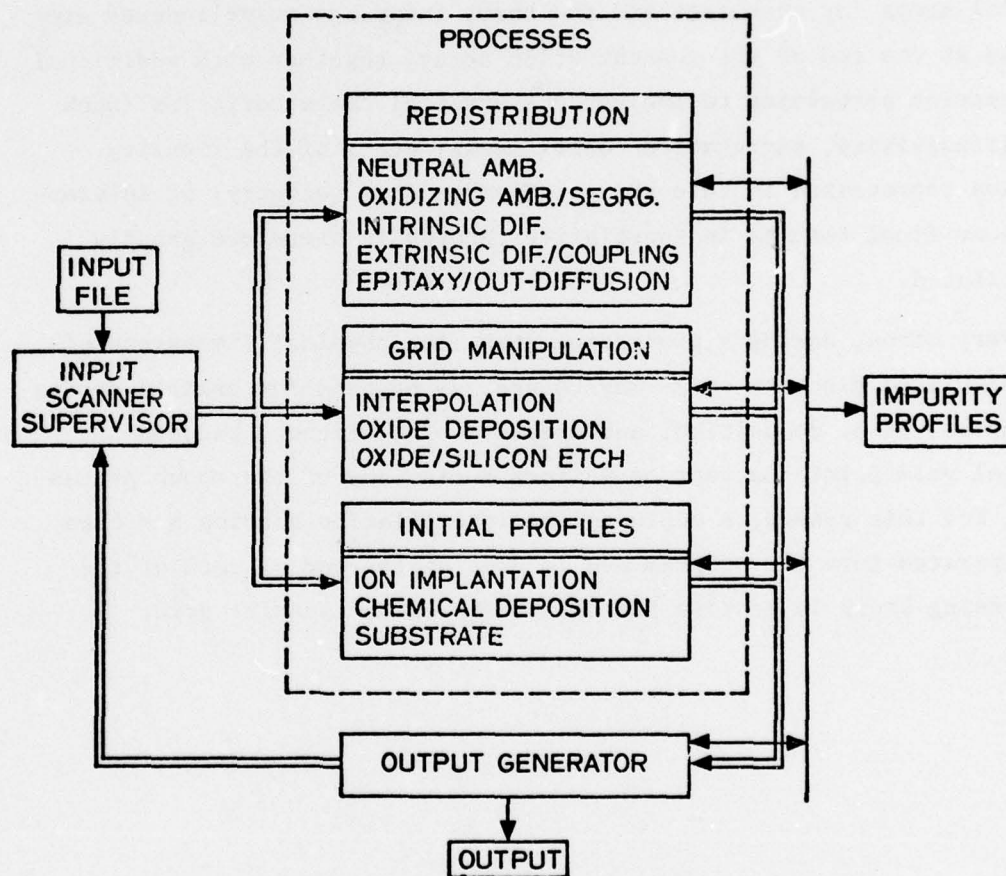 PROCESSES
REDISTRIBUTION
NEUTRAL AMB.
OXIDIZING AMB./SEGRG.
INTRINSIC DIF.
EXTRINSIC DIF./COUPLING
EPITAXY/OUT-DIFFUSION
INPUT
FILE
INPUT
SCANNER
SUPERVISOR
GRID MANIPULATION
INTERPOLATION
OXIDE DEPOSITION
OXIDE/SILICON ETCH
IMPURITY
PROFILES
INITIAL PROFILES
ION IMPLANTATION
CHEMICAL DEPOSITION
SUBSTRATE
OUTPUT GENERATOR
OUTPUT